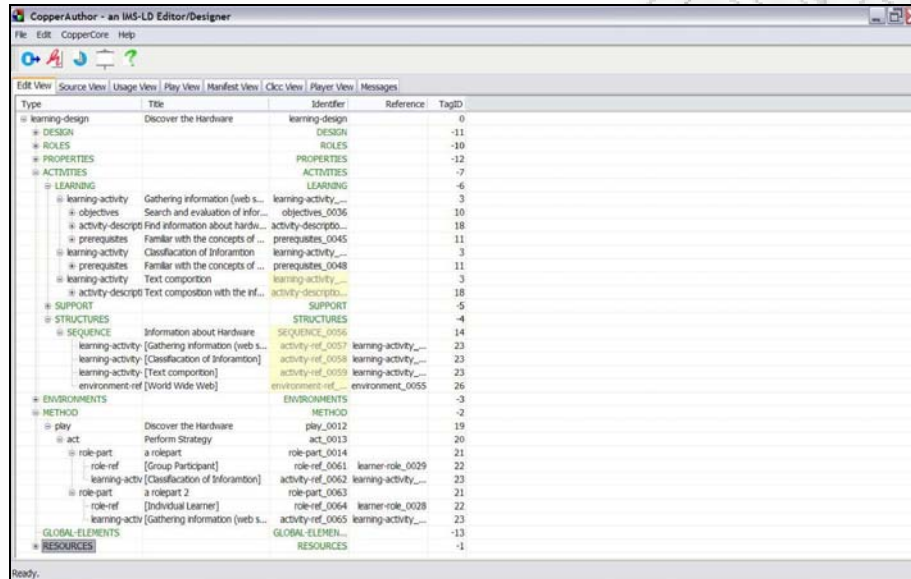 CopperAuthor - an IMS-LD Editor/Designer
File Edit CopperCore Help
Edit View Source View Usage View Play View Manifest View Clicc View Player View Messages
Type Title Identifier Reference TagID
learning-design Discover the Hardware learning-design 0
DESIGN DESIGN -11
ROLES ROLES -10
PROPERTIES PROPERTIES -12
ACTIVITIES ACTIVITIES -7
LEARNING LEARNING -6
learning-activity Gathering information (web s... learning-activity_... 3
objectives Search and evaluation of infor... objectives_0036 10
activity-descripti Find information about hardw... activity-descriptio... 18
prerequisites Familar with the concepts of ... prerequisites_0045 11
learning-activity Classfiacation of Inforamtion learning-activity_... 3
prerequisites Familar with the concepts of ... prerequisites_0048 11
learning-activity Text comportion learning-activity_... 3
activity-descripti Text composition with the inf... activity-descriptio... 18
SUPPORT SUPPORT -5
STRUCTURES STRUCTURES -4
SEQUENCE Information about Hardware SEQUENCE_0056 14
learning-activity- [Gathering information (web s... activity-ref_0057 learning-activity_... 23
learning-activity- [Classfiacation of Inforamtion] activity-ref_0058 learning-activity_... 23
learning-activity- [Text comportion] activity-ref_0059 learning-activity_... 23
environment-ref [World Wide Web] environment-ref_... environment_0055 26
ENVIRONMENTS ENVIRONMENTS -3
METHOD METHOD -2
play Discover the Hardware play_0012 19
act Perform Strategy act_0013 20
role-part a rolepart role-part_0014 21
role-ref [Group Participant] role-ref_0061 learner-role_0029 22
learning-activ [Classfiacation of Inforamtion] activity-ref_0062 learning-activity_... 23
role-part a rolepart 2 role-part_0063 21
role-ref [Individual Learner] role-ref_0064 learner-role_0028 22
learning-activ [Gathering information (web s... activity-ref_0065 learning-activity_... 23
GLOBAL-ELEMENTS GLOBAL-ELEMEN... -13
RESOURCES RESOURCES -1
Ready.